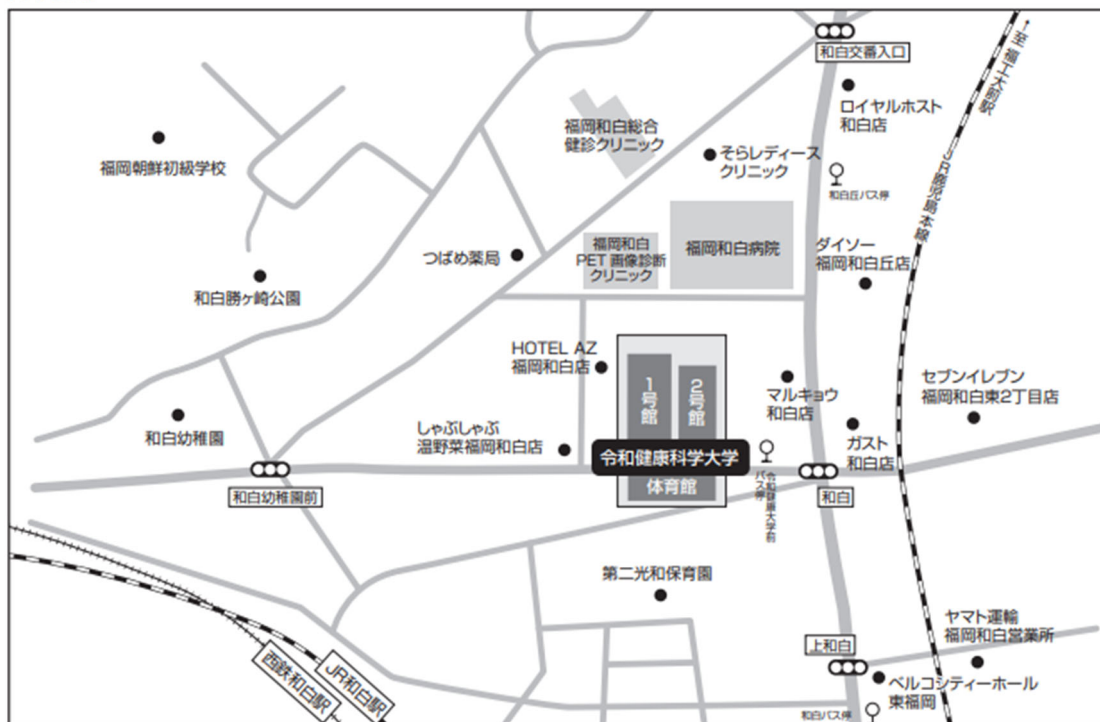 和白交番入口
↑至 福工大前駅
JR鹿児島本線
ロイヤルホスト
和白店
福岡和白総合
健診クリニック
そらレディース
クリニック
福岡朝鮮初級学校
和白丘バス停
つばめ薬局
福岡和白
PET 画像診断
クリニック
福岡和白病院
ダイソー
福岡和白丘店
和白勝ヶ崎公園
HOTEL AZ
福岡和白店
1号館
2号館
マルキョウ
和白店
セブンイレブン
福岡和白東2丁目店
和白幼稚園
しゃぶしゃぶ
温野菜福岡和白店
ガスト
和白店
令和健康科学大学
体育館
令和健康大学前
バス停
和白幼稚園前
和白
第二光和保育園
ヤマト運輸
福岡和白営業所
上和白
西鉄和白駅
JR和白駅
ベルコシティーホール
東福岡
和白バス停